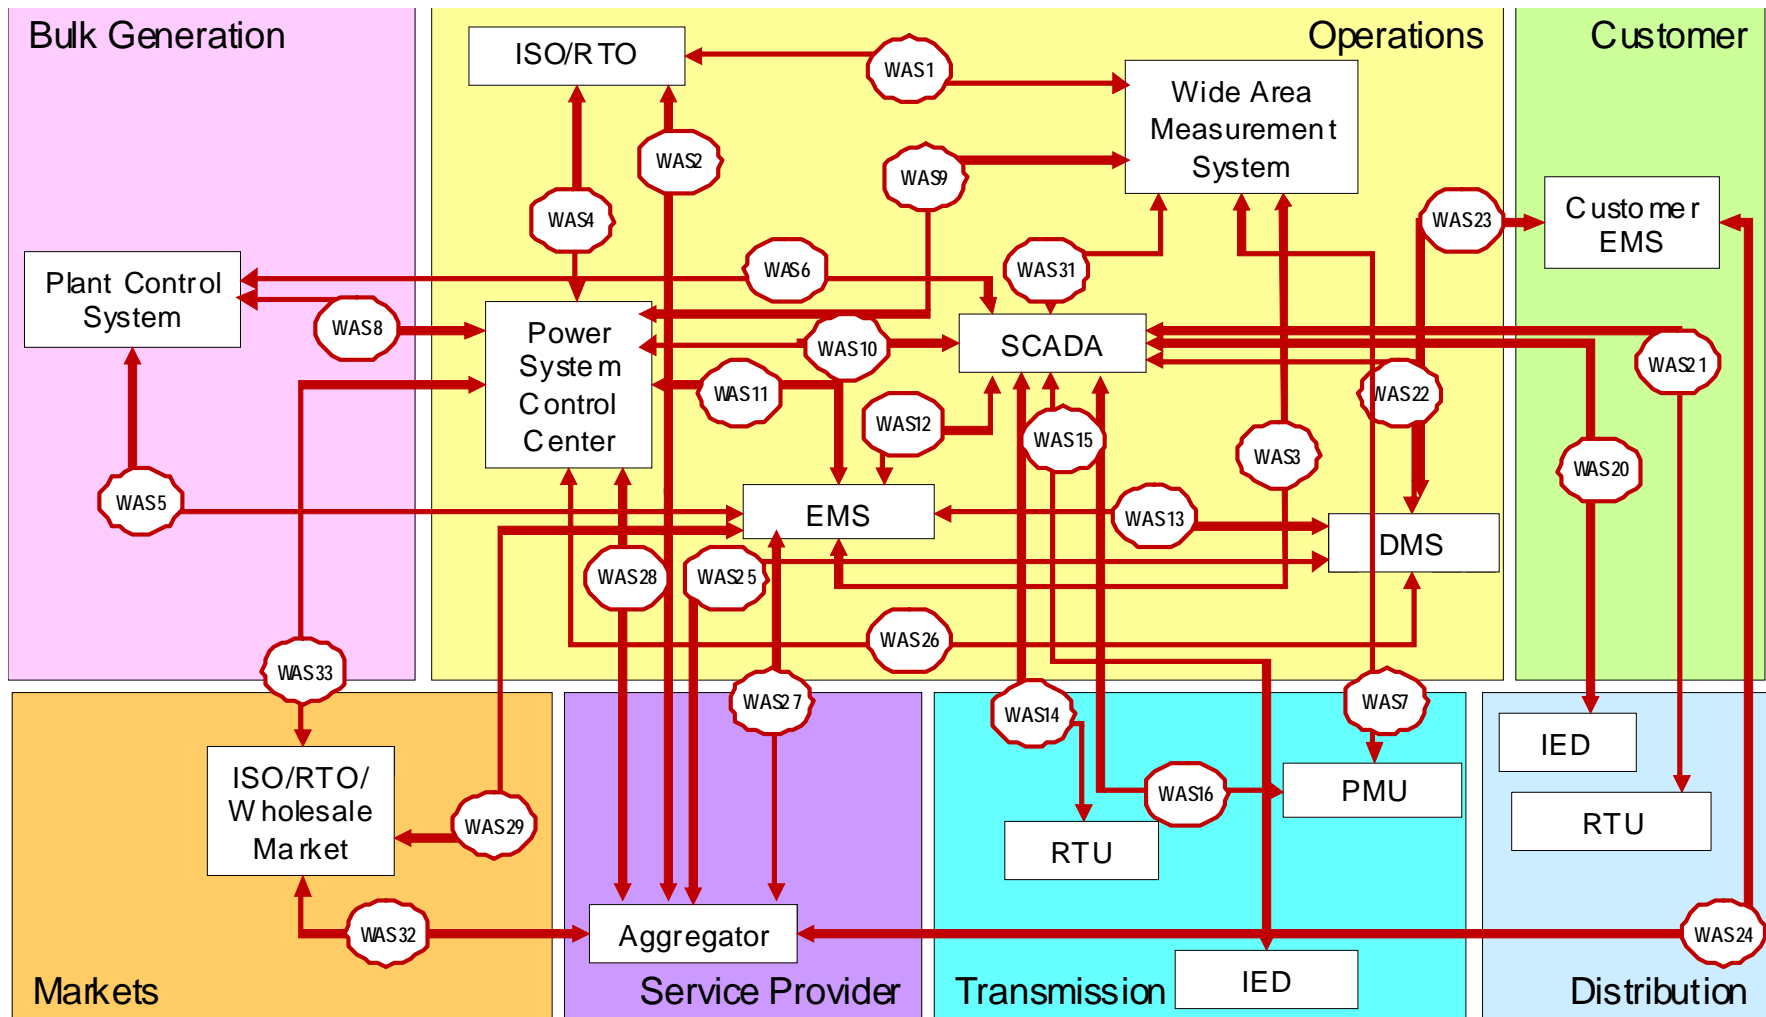 Bulk Generation
Operations
Customer
ISO/RTO
WAS1
Wide Area
Measurement
System
WAS2
WAS9
WAS4
WAS23
Customer
EMS
Plant Control
System
WAS6
WAS31
WAS8
Power
System
Control
Center
WAS10
SCADA
WAS21
WAS11
WAS22
WAS12
WAS15
WAS3
WAS20
WAS5
EMS
WAS13
DMS
WAS28
WAS25
WAS26
WAS33
WAS27
WAS14
WAS7
IED
ISO/RTO/
Wholesale
Market
WAS29
WAS16
PMU
RTU
RTU
WAS32
Aggregator
WAS24
IED
Markets
Service Provider
Transmission
Distribution